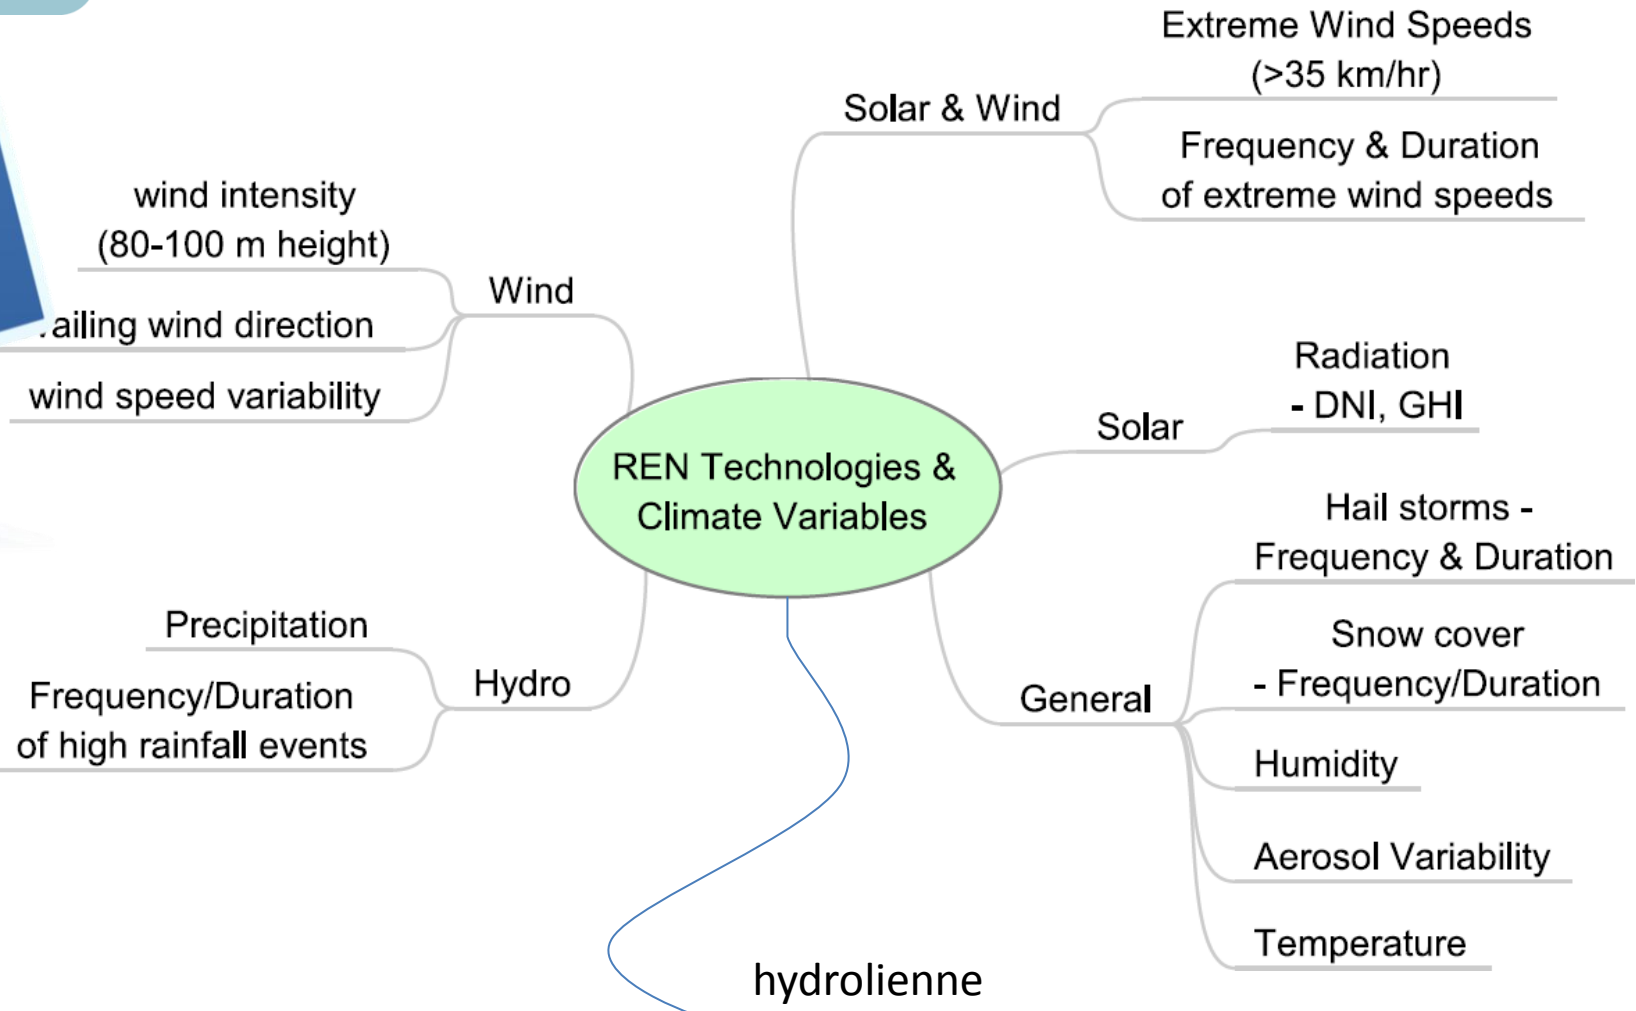 Extreme Wind Speeds
(>35 km/hr)
Solar & Wind
Frequency & Duration
of extreme wind speeds
wind intensity
(80-100 m height)
Wind
wind direction
wind speed variability
Radiation
- DNI, GHI
Solar
REN Technologies &
Climate Variables
Hail storms -
Frequency & Duration
Snow cover
- Frequency/Duration
General
Humidity
Aerosol Variability
Temperature
Precipitation
Hydro
Frequency/Duration
of high rainfall events
hydrolienne